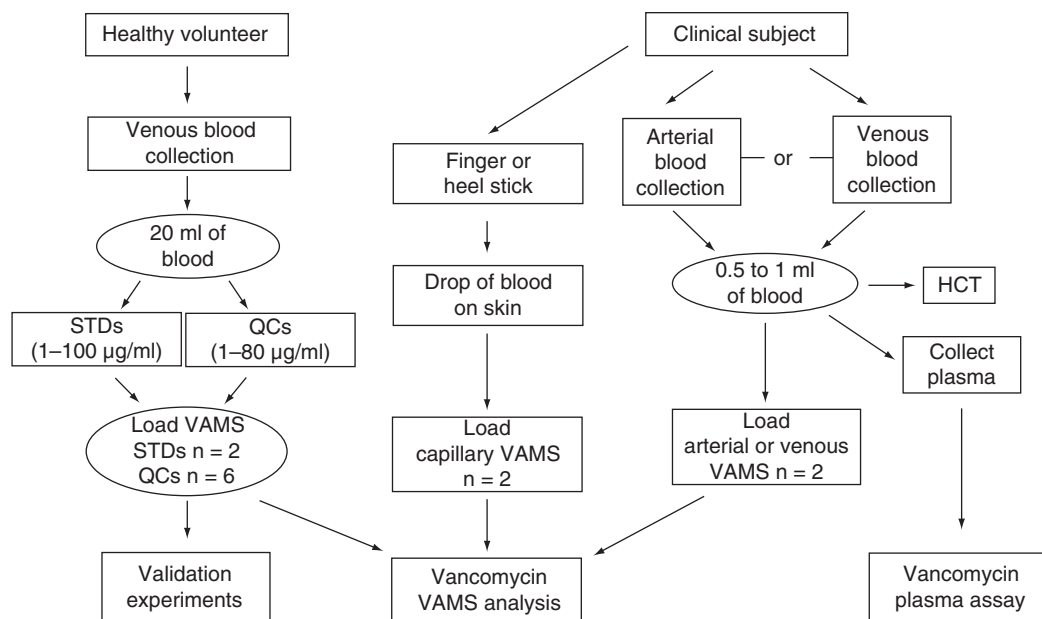 Healthy volunteer
Clinical subject
Venous blood
collection
Finger or
heel stick
Arterial
blood
collection
or
Venous
blood
collection
20 ml of
blood
Drop of blood
on skin
0.5 to 1 ml
of blood
HCT
STDs
(1–100 µg/ml)
QCs
(1–80 µg/ml)
Collect
plasma
Load VAMS
STDs n = 2
QCs n = 6
Load
capillary VAMS
n = 2
Load
arterial or venous
VAMS n = 2
Validation
experiments
Vancomycin
VAMS analysis
Vancomycin
plasma assay